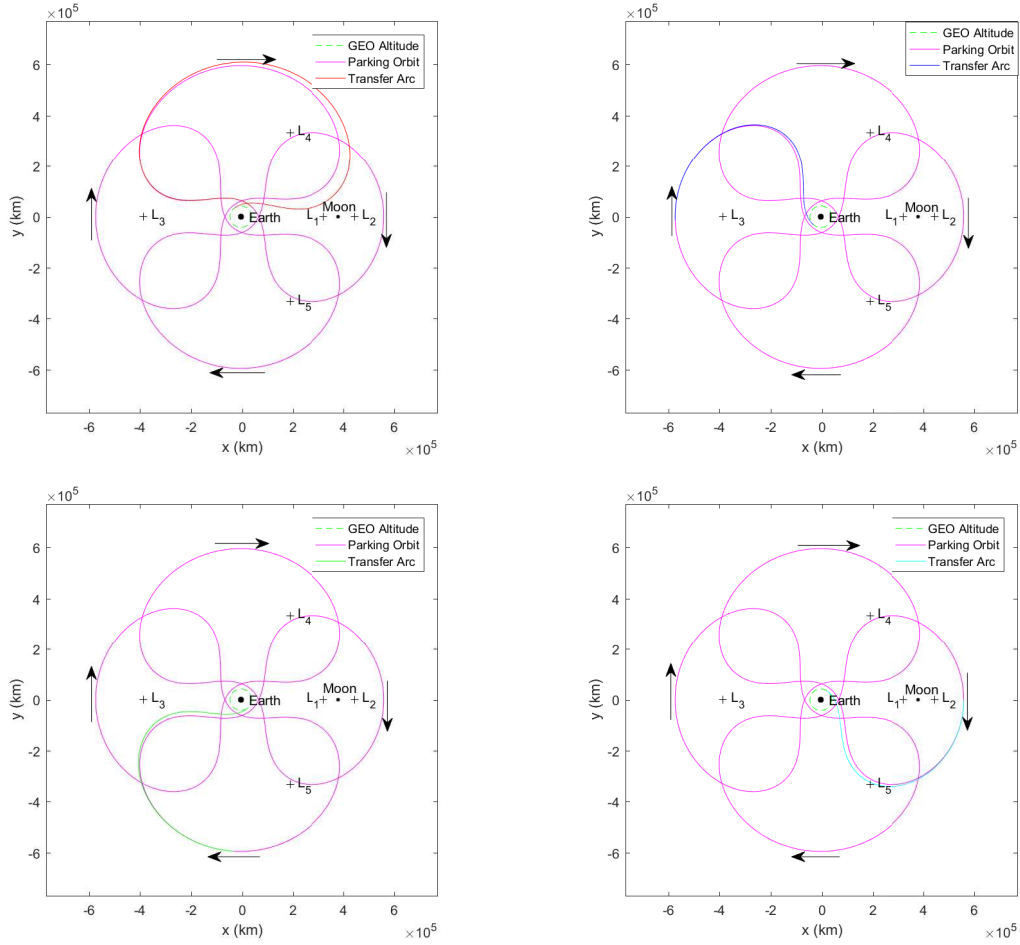 ×10⁵
GEO Altitude
Parking Orbit
Transfer Arc
6
4
2
0
-2
-4
-6
y (km)
L₄
L₃
Earth
L₁
Moon
L₂
L₅
-6 -4 -2 0 2 4 6
x (km)
×10⁵
×10⁵
GEO Altitude
Parking Orbit
Transfer Arc
6
4
2
0
-2
-4
-6
y (km)
L₄
L₃
Earth
L₁
Moon
L₂
L₅
-6 -4 -2 0 2 4 6
x (km)
×10⁵
×10⁵
GEO Altitude
Parking Orbit
Transfer Arc
6
4
2
0
-2
-4
-6
y (km)
L₄
L₃
Earth
L₁
Moon
L₂
L₅
-6 -4 -2 0 2 4 6
x (km)
×10⁵
×10⁵
GEO Altitude
Parking Orbit
Transfer Arc
6
4
2
0
-2
-4
-6
y (km)
L₄
L₃
Earth
L₁
Moon
L₂
L₅
-6 -4 -2 0 2 4 6
x (km)
×10⁵